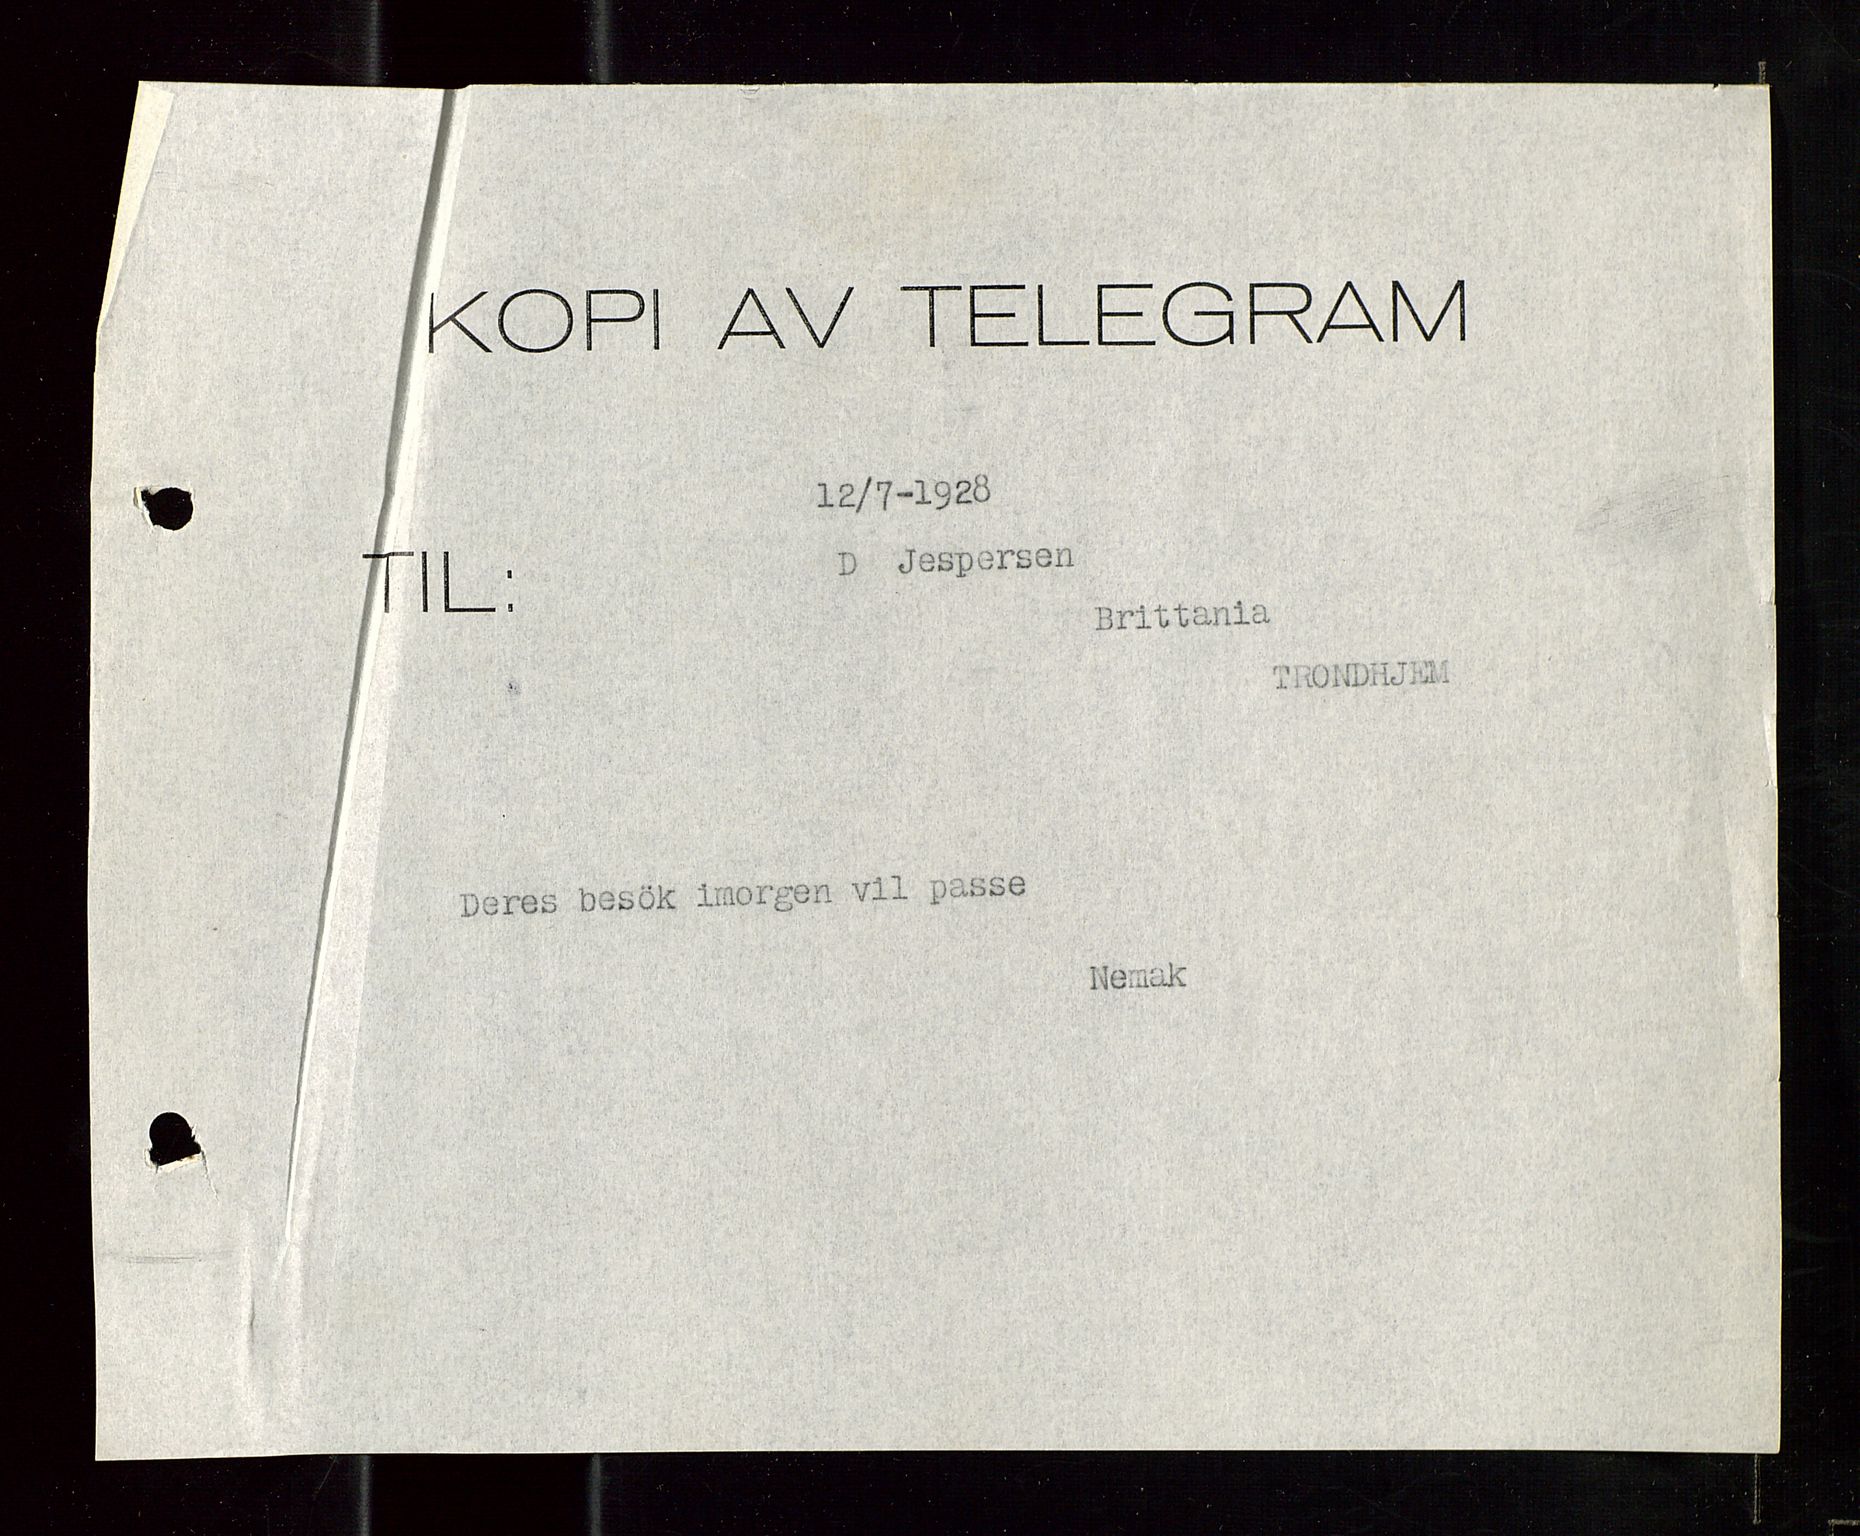 KOPI AV TELEGRAM
12/7-1928
TIL:
D Jespersen
Brittania
TRONDHJEM
Deres besök imorgen vil passe
Nemak